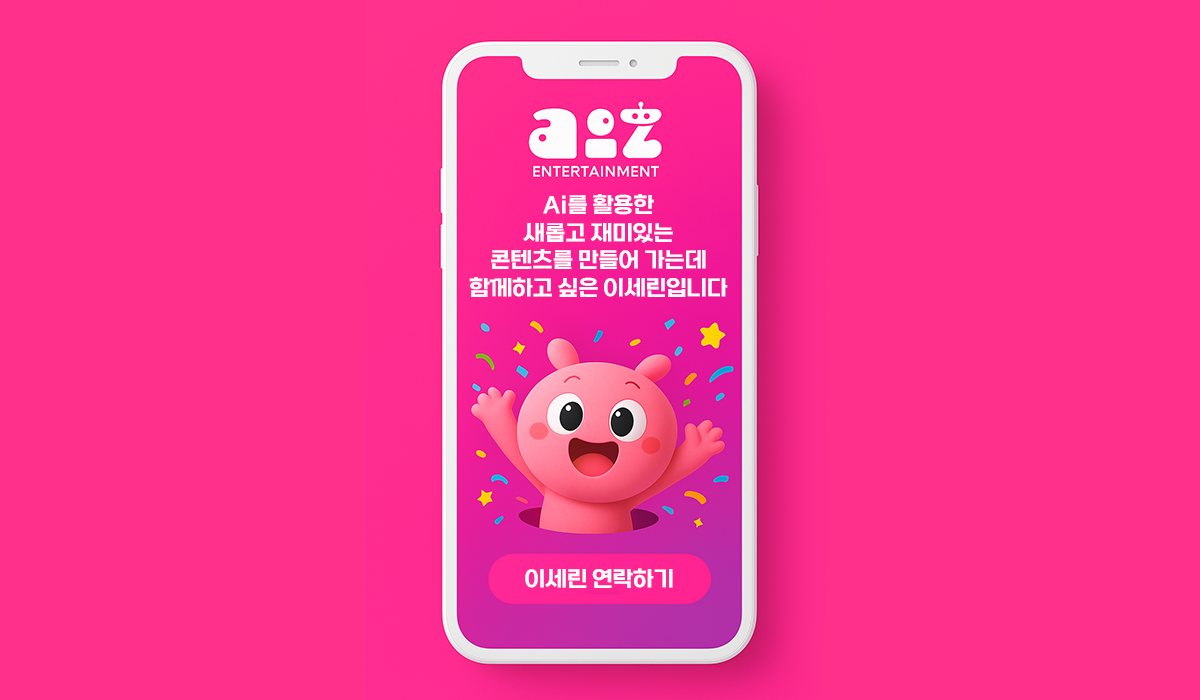 aiz
ENTERTAINMENT
Ai를 활용한
새롭고 재미있는
콘텐츠를 만들어 가는데
함께하고 싶은 이세린입니다
이세린 연락하기